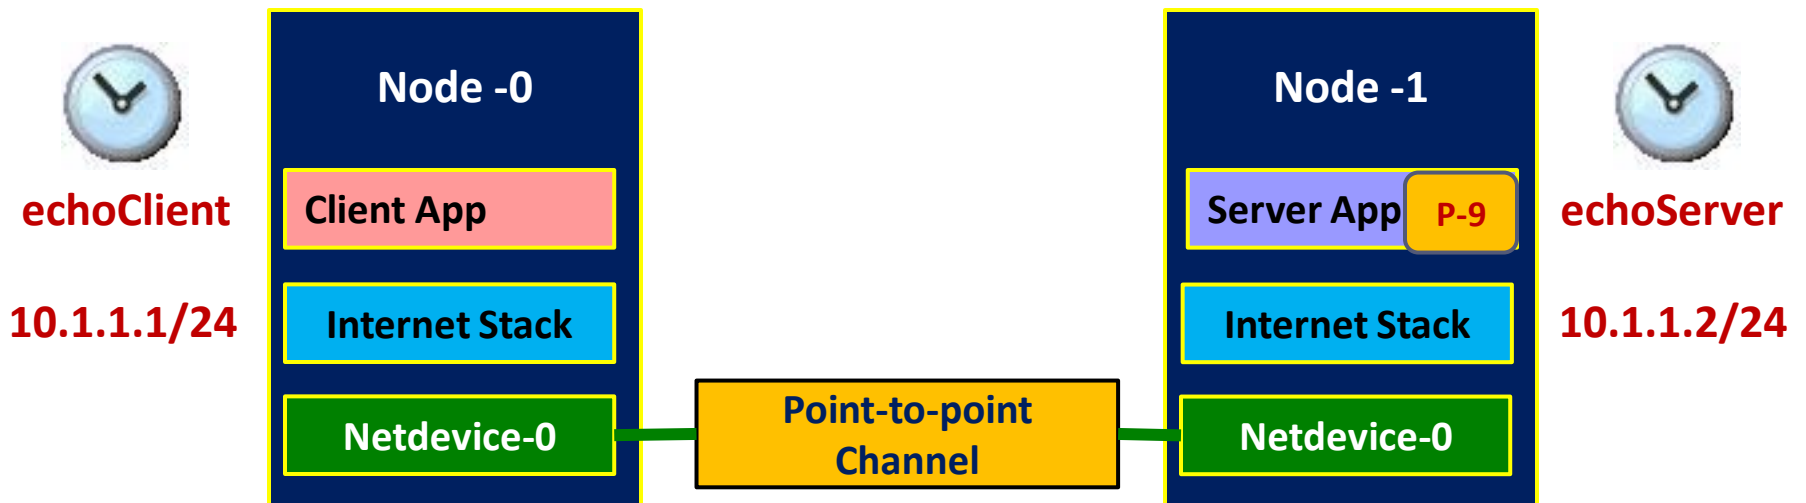 Node -0
Node -1
echoClient
Client App
Server App
P-9
echoServer
10.1.1.1/24
Internet Stack
Internet Stack
10.1.1.2/24
Netdevice-0
Point-to-point
Channel
Netdevice-0